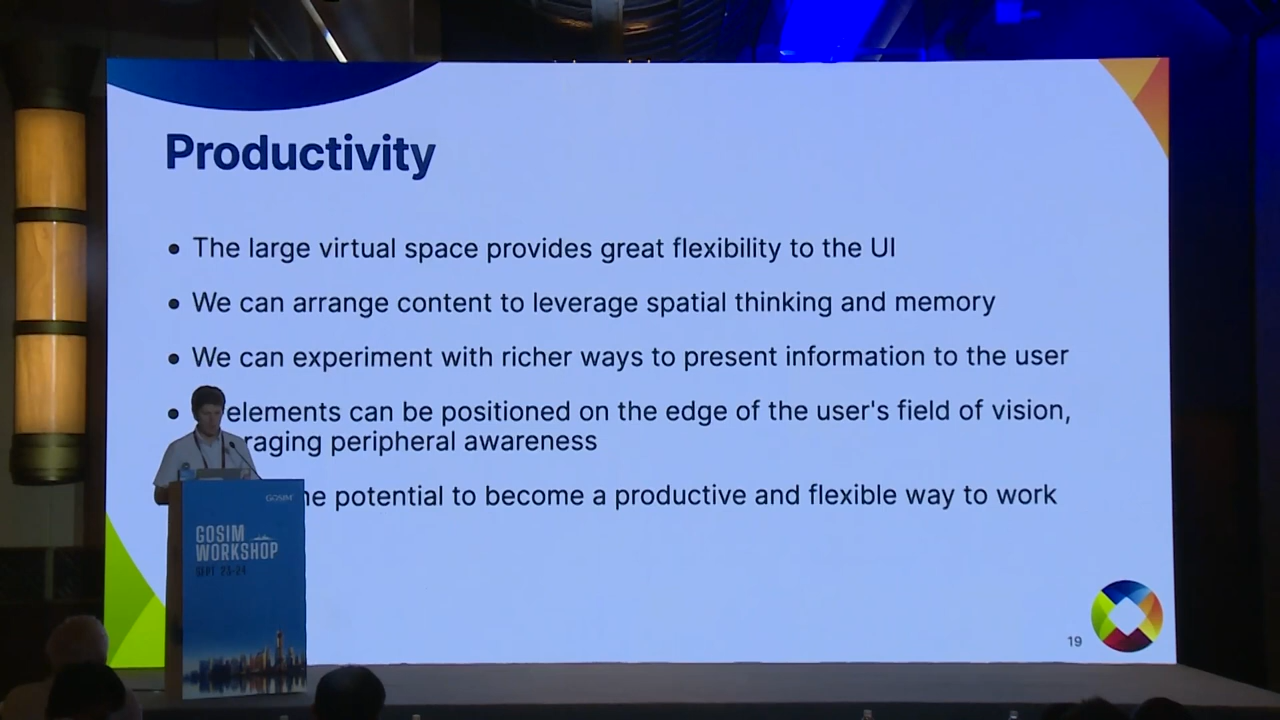 Productivity
• The large virtual space provides great flexibility to the UI
• We can arrange content to leverage spatial thinking and memory
• We can experiment with richer ways to present information to the user
• elements can be positioned on the edge of the user's field of vision,
raging peripheral awareness
potential to become a productive and flexible way to work
19
GOSIM
GOSIM
WORKSHOP
SEPT 23-24